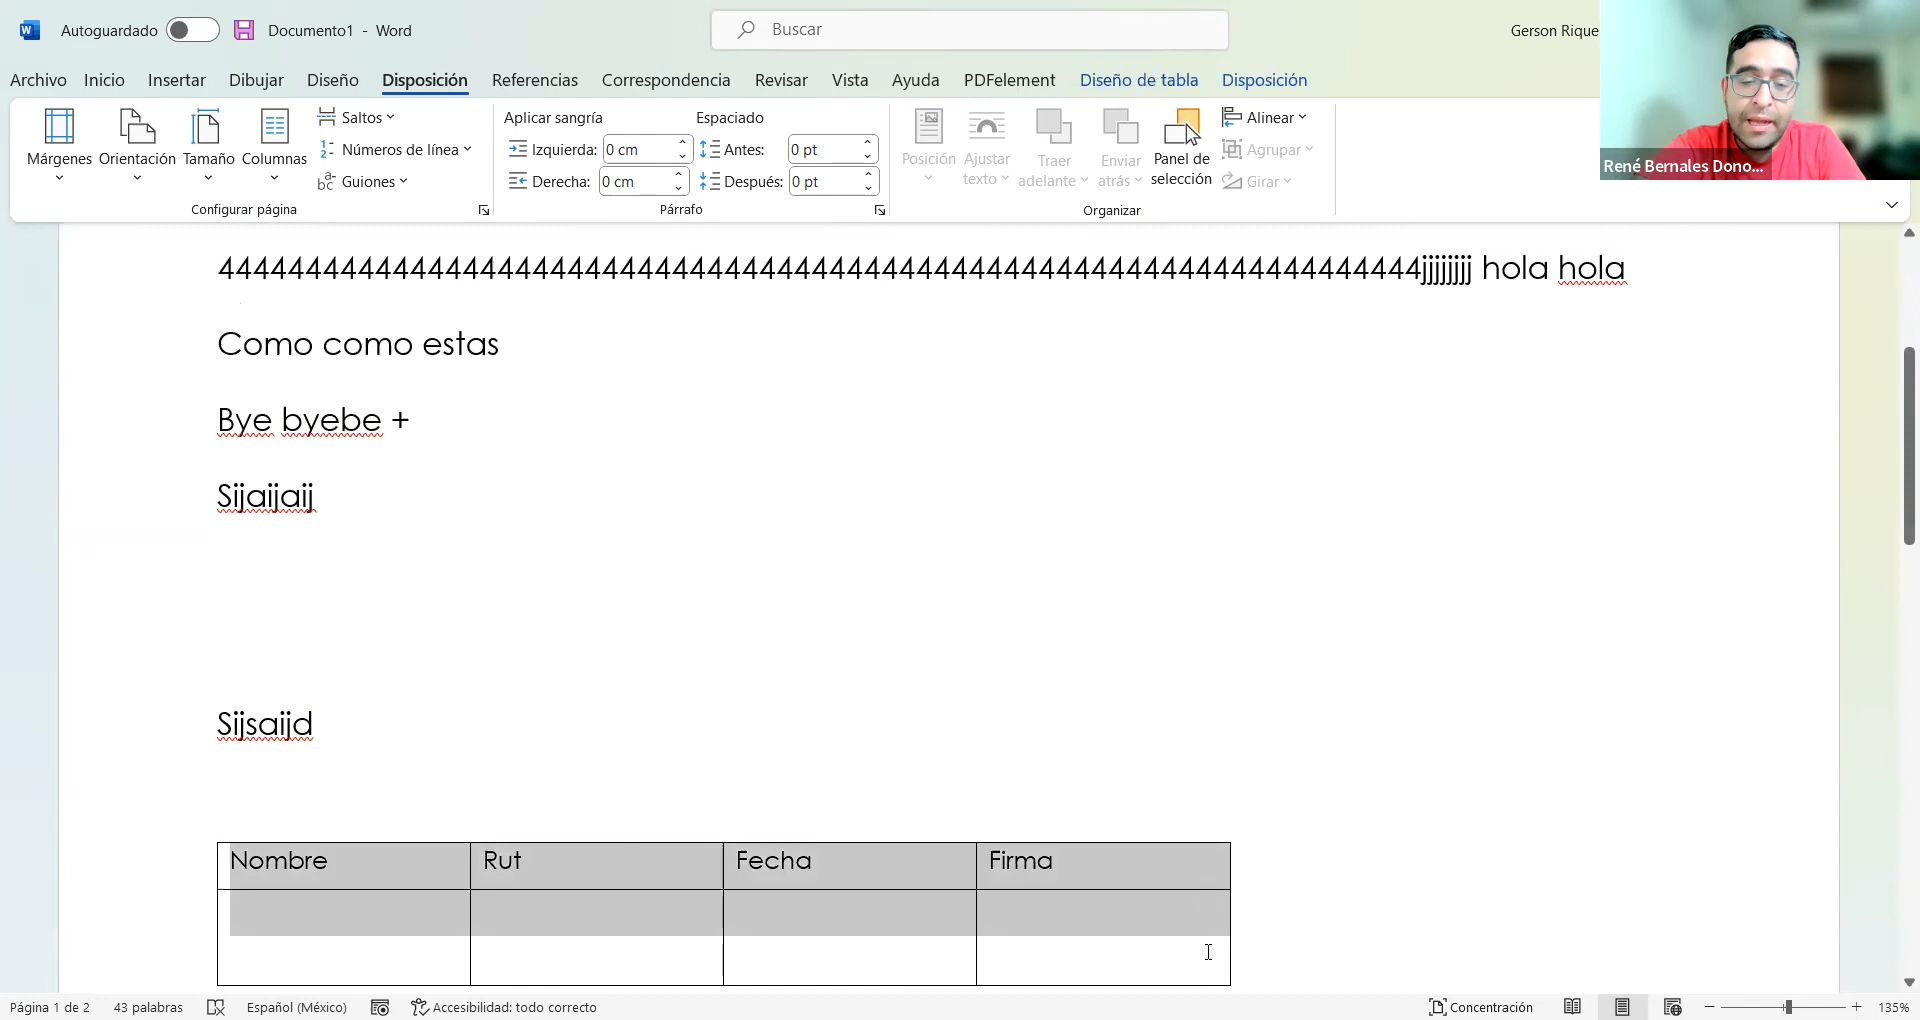 Autoguardado Documento1 - Word Buscar Gerson Rique
Archivo Inicio Insertar Dibujar Diseño Disposición Referencias Correspondencia Revisar Vista Ayuda PDFelement Diseño de tabla Disposición
Márgenes Orientación Tamaño Columnas
Saltos
Números de línea
Guiones
Configurar página
Aplicar sangría Espaciado
Izquierda: 0 cm Antes: 0 pt
Derecha: 0 cm Después: 0 pt
Párrafo
Posición Ajustar texto Traer adelante Enviar atrás Panel de selección
Alinear
Agrupar
Girar
Organizar
René Bernales Dono...
444444444444444444444444444444444444444444444444444444444444444444444jjjjjjjj hola hola
Como como estas
Bye byebe +
Sijaijaij
Sijsaijd
Nombre Rut Fecha Firma
Página 1 de 2 43 palabras Español (México) Accesibilidad: todo correcto Concentración 135%